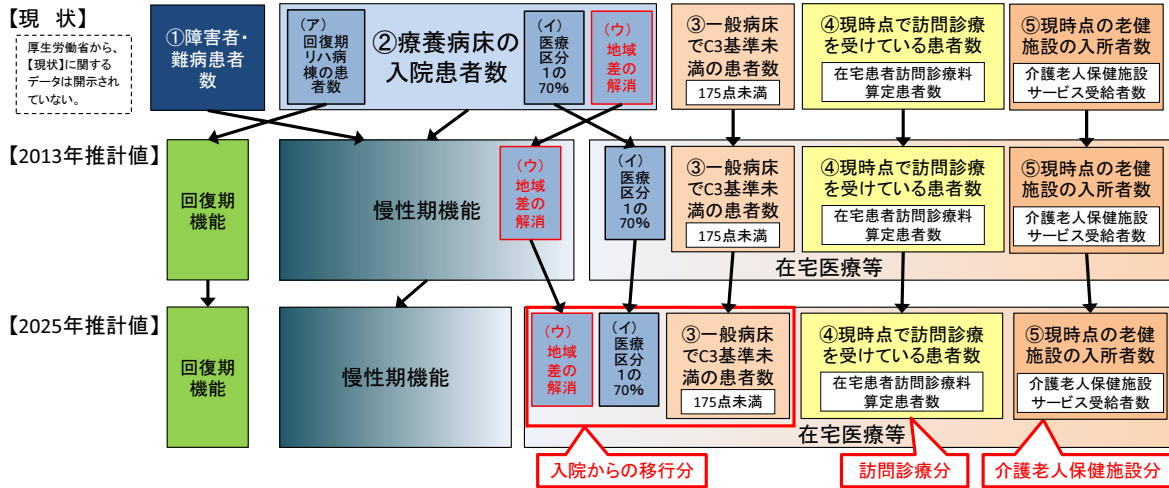 【現　状】
厚生労働省から、
【現状】に関する
データは開示され
ていない。
①障害者・
難病患者
数
（ア）
回復期
リハ病
棟の患
者数
②療養病床の
入院患者数
（イ）
医療
区分
1の
70%
（ウ）
地域
差の
解消
③一般病床
でC3基準未
満の患者数
175点未満
④現時点で訪問診療
を受けている患者数
在宅患者訪問診療料
算定患者数
⑤現時点の老健
施設の入所者数
介護老人保健施設
サービス受給者数
【2013年推計値】
回復期
機能
慢性期機能
（ウ）
地域
差の
解消
（イ）
医療
区分
1の
70%
③一般病床
でC3基準未
満の患者数
175点未満
④現時点で訪問診療
を受けている患者数
在宅患者訪問診療料
算定患者数
⑤現時点の老健
施設の入所者数
介護老人保健施設
サービス受給者数
在宅医療等
【2025年推計値】
回復期
機能
慢性期機能
（ウ）
地域
差の
解消
（イ）
医療
区分
1の
70%
③一般病床
でC3基準未
満の患者数
175点未満
④現時点で訪問診療
を受けている患者数
在宅患者訪問診療料
算定患者数
⑤現時点の老健
施設の入所者数
介護老人保健施設
サービス受給者数
在宅医療等
入院からの移行分
訪問診療分
介護老人保健施設分